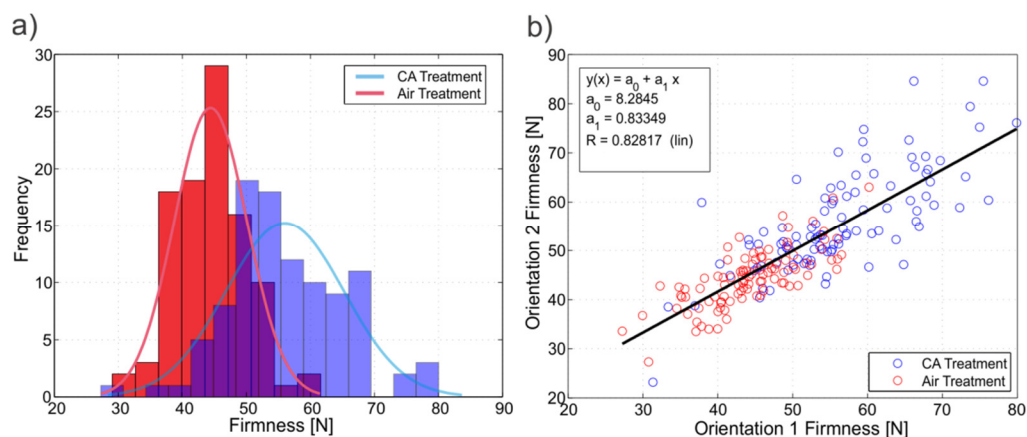 a)
30
25
20
15
10
5
0
Frequency
CA Treatment
Air Treatment
20 30 40 50 60 70 80 90
Firmness [N]
b)
90
80
70
60
50
40
30
20
Orientation 2 Firmness [N]
y(x) = a0 + a1 x
a0 = 8.2845
a1 = 0.83349
R = 0.82817 (lin)
CA Treatment
Air Treatment
20 30 40 50 60 70 80
Orientation 1 Firmness [N]